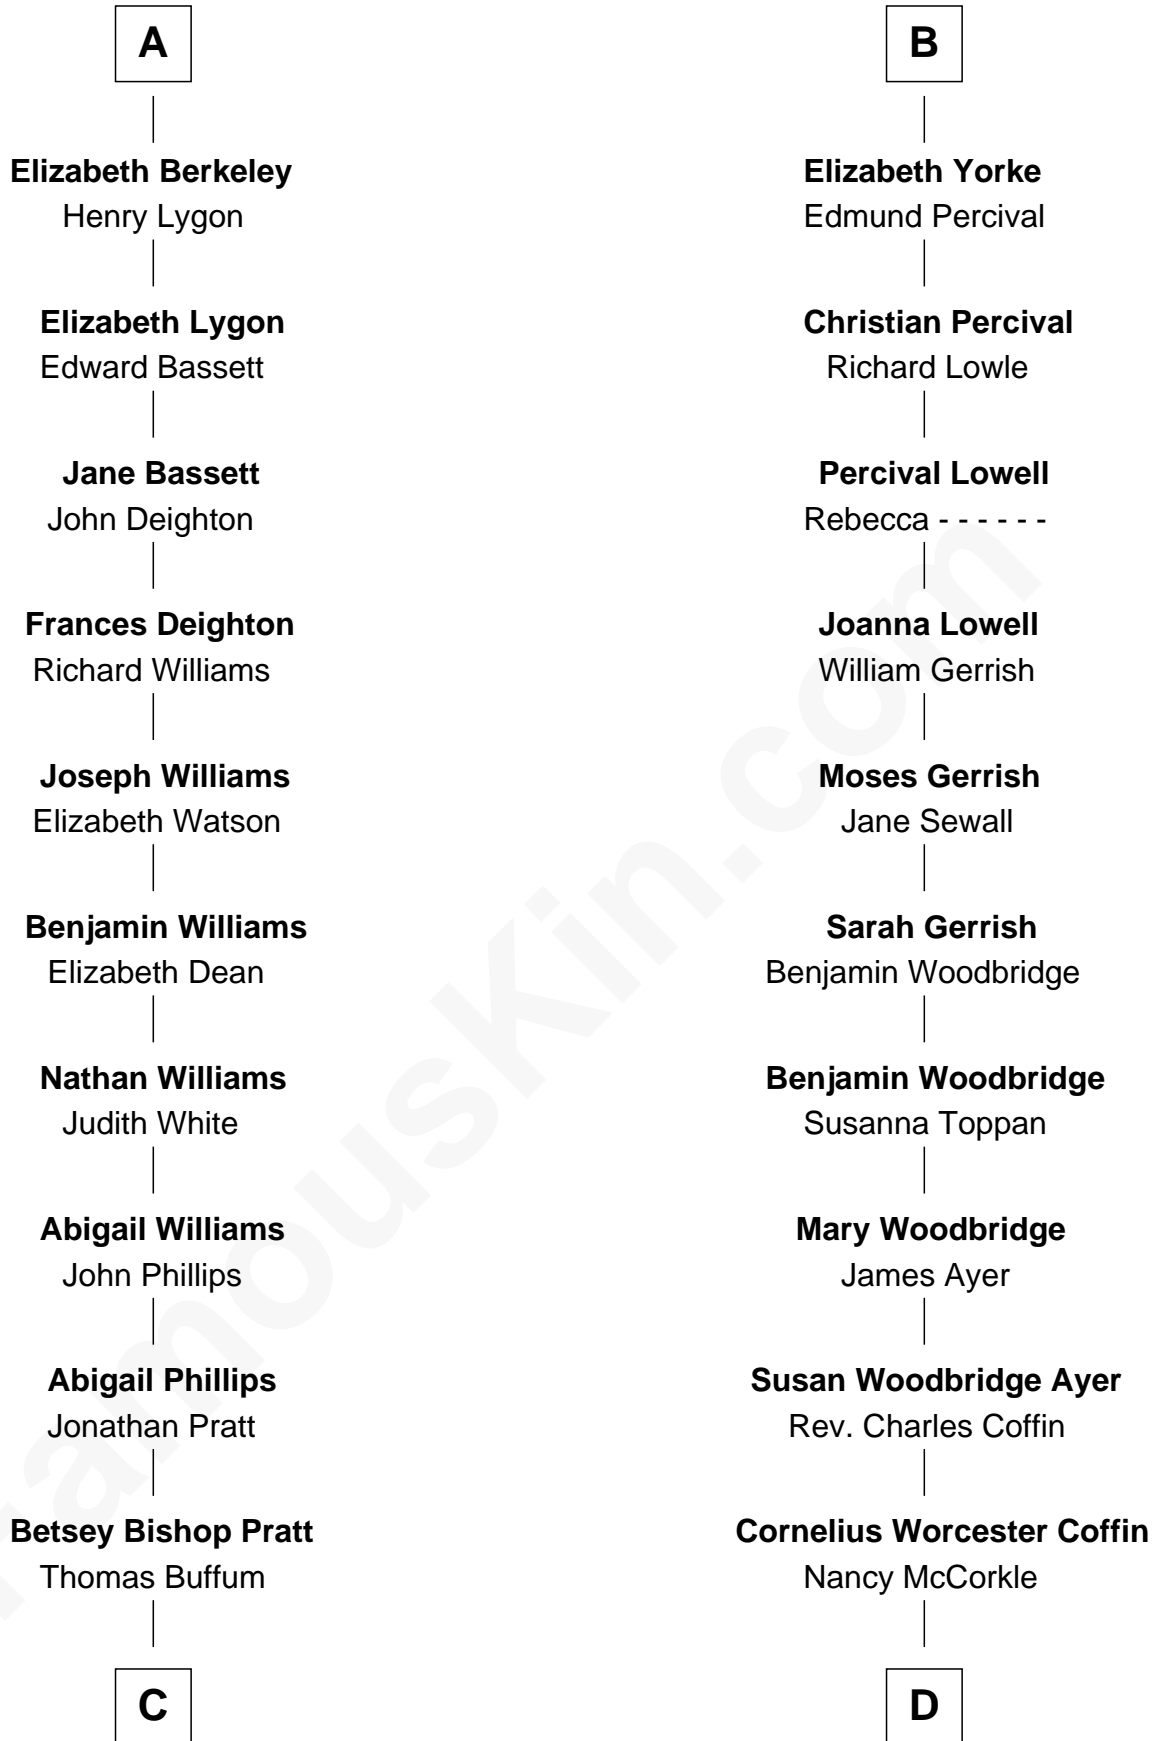 A
Elizabeth Berkeley
Henry Lygon
Elizabeth Lygon
Edward Bassett
Jane Bassett
John Deighton
Frances Deighton
Richard Williams
Joseph Williams
Elizabeth Watson
Benjamin Williams
Elizabeth Dean
Nathan Williams
Judith White
Abigail Williams
John Phillips
Abigail Phillips
Jonathan Pratt
Betsey Bishop Pratt
Thomas Buffum
C
B
Elizabeth Yorke
Edmund Percival
Christian Percival
Richard Lowle
Percival Lowell
Rebecca - - - - - -
Joanna Lowell
William Gerrish
Moses Gerrish
Jane Sewall
Sarah Gerrish
Benjamin Woodbridge
Benjamin Woodbridge
Susanna Toppan
Mary Woodbridge
James Ayer
Susan Woodbridge Ayer
Rev. Charles Coffin
Cornelius Worcester Coffin
Nancy McCorkle
D
FamousKin.com